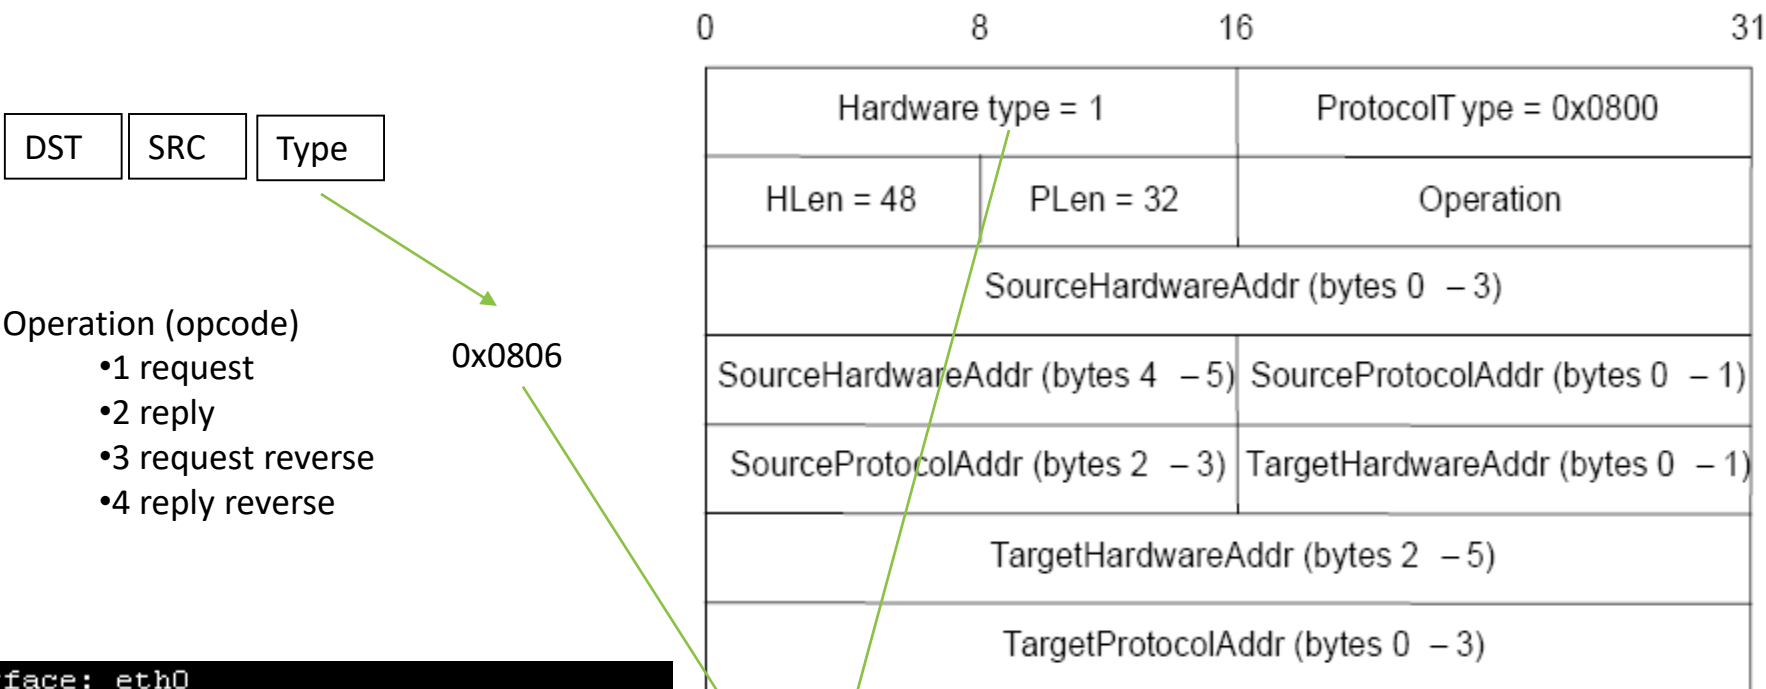 0 8 16 31
Hardware type = 1 ProtocolT ype = 0x0800
DST SRC Type
HLen = 48 PLen = 32 Operation
SourceHardwareAddr (bytes 0 – 3)
Operation (opcode)
•1 request
•2 reply
•3 request reverse
•4 reply reverse
0x0806
SourceHardwareAddr (bytes 4 – 5) SourceProtocolAddr (bytes 0 – 1)
SourceProtocolAddr (bytes 2 – 3) TargetHardwareAddr (bytes 0 – 1)
TargetHardwareAddr (bytes 2 – 5)
TargetProtocolAddr (bytes 0 – 3)
face: eth0